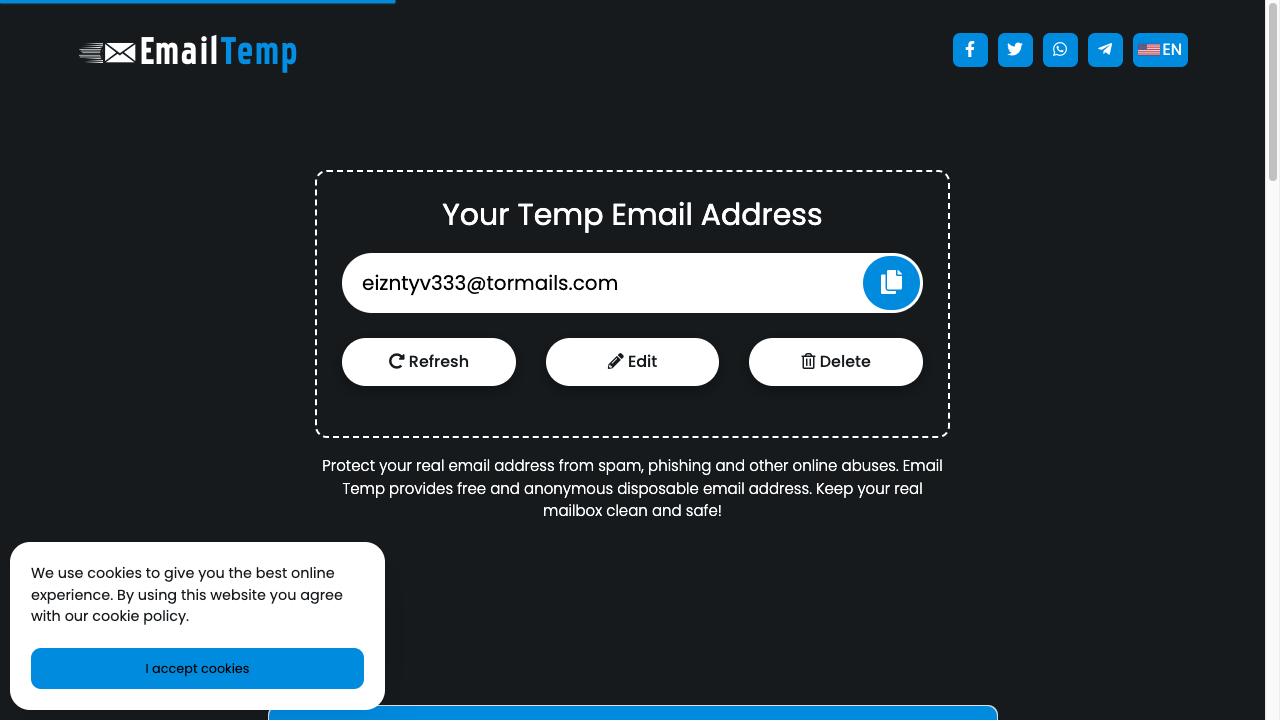 EmailTemp
EN
Your Temp Email Address
eizntyv333@tormails.com
Refresh
Edit
Delete
Protect your real email address from spam, phishing and other online abuses. Email
Temp provides free and anonymous disposable email address. Keep your real
mailbox clean and safe!
We use cookies to give you the best online
experience. By using this website you agree
with our cookie policy.
I accept cookies